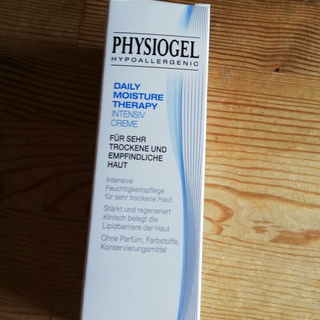 PHYSIOGEL
HYPOALLERGENIC
DAILY
MOISTURE
THERAPY
INTENSIV
CREME
FÜR SEHR
TROCKENE UND
EMPFINDLICHE
HAUT
Intensive
Feuchtigkeitspflege
für sehr trockene Haut
Stärkt und regeneriert
klinisch belegt die
Lipidbarriere der Haut
Ohne Parfüm, Farbstoffe,
Konservierungsmittel